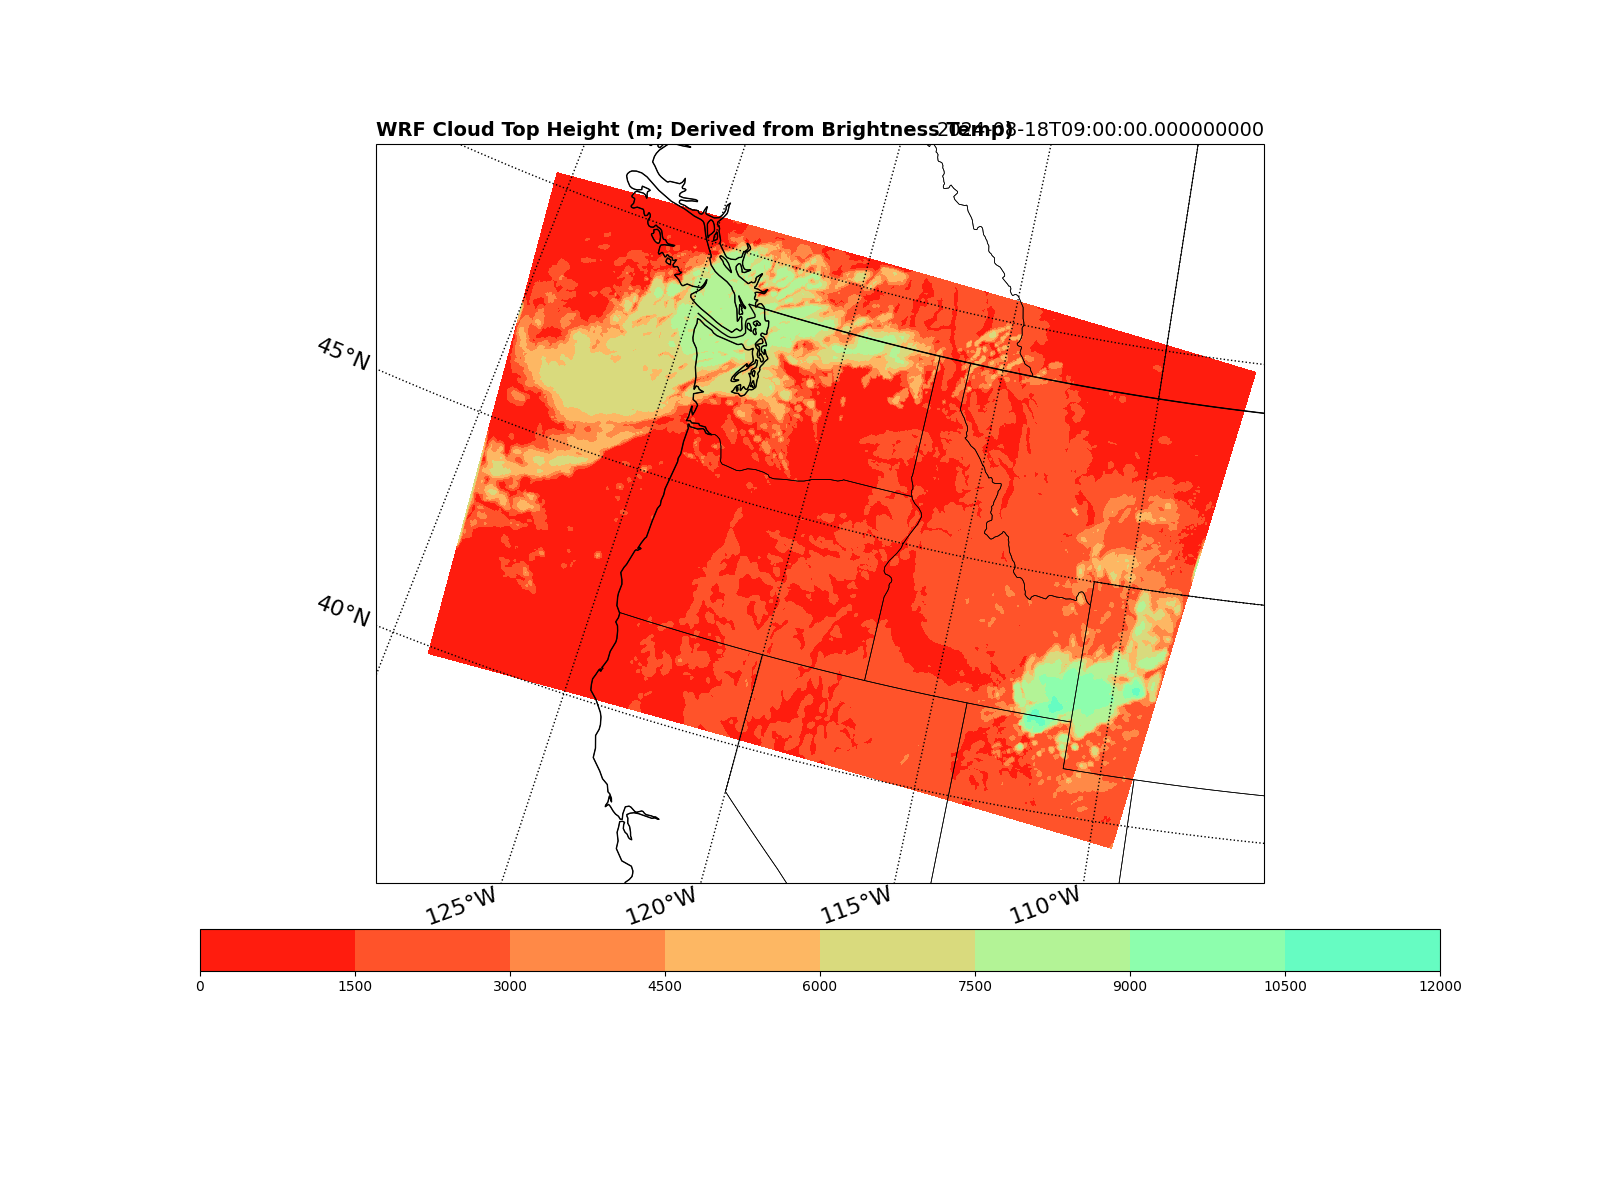 WRF Cloud Top Height (m; Derived from Brightness Temp) 2024-08-18T09:00:00.000000000
45°N
40°N
125°W 120°W 115°W 110°W
0 1500 3000 4500 6000 7500 9000 10500 12000